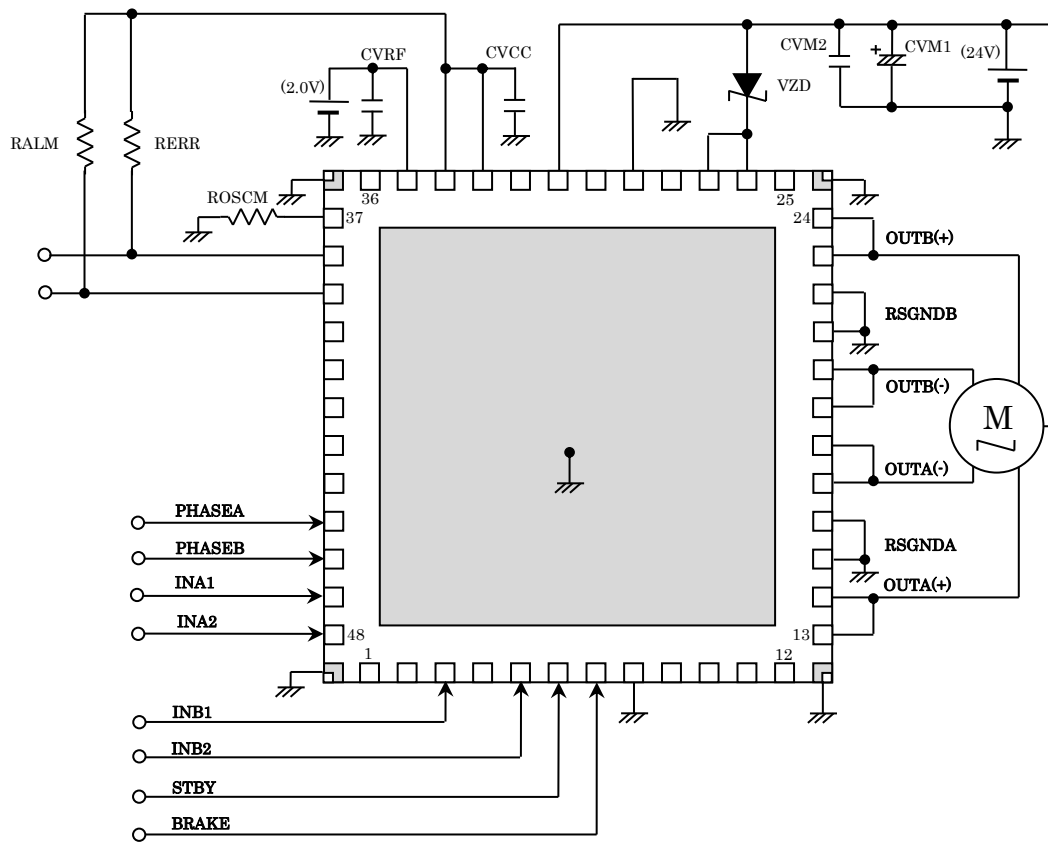 CVRF
CVCC
CVM2
CVM1
(24V)
(2.0V)
VZD
RALM
RERR
ROSCM
36
25
37
24
OUTB(+)
RSGNDB
OUTB(-)
M
OUTA(-)
PHASEA
PHASEB
RSGNDA
INA1
OUTA(+)
INA2
48
13
1
12
INB1
INB2
STBY
BRAKE